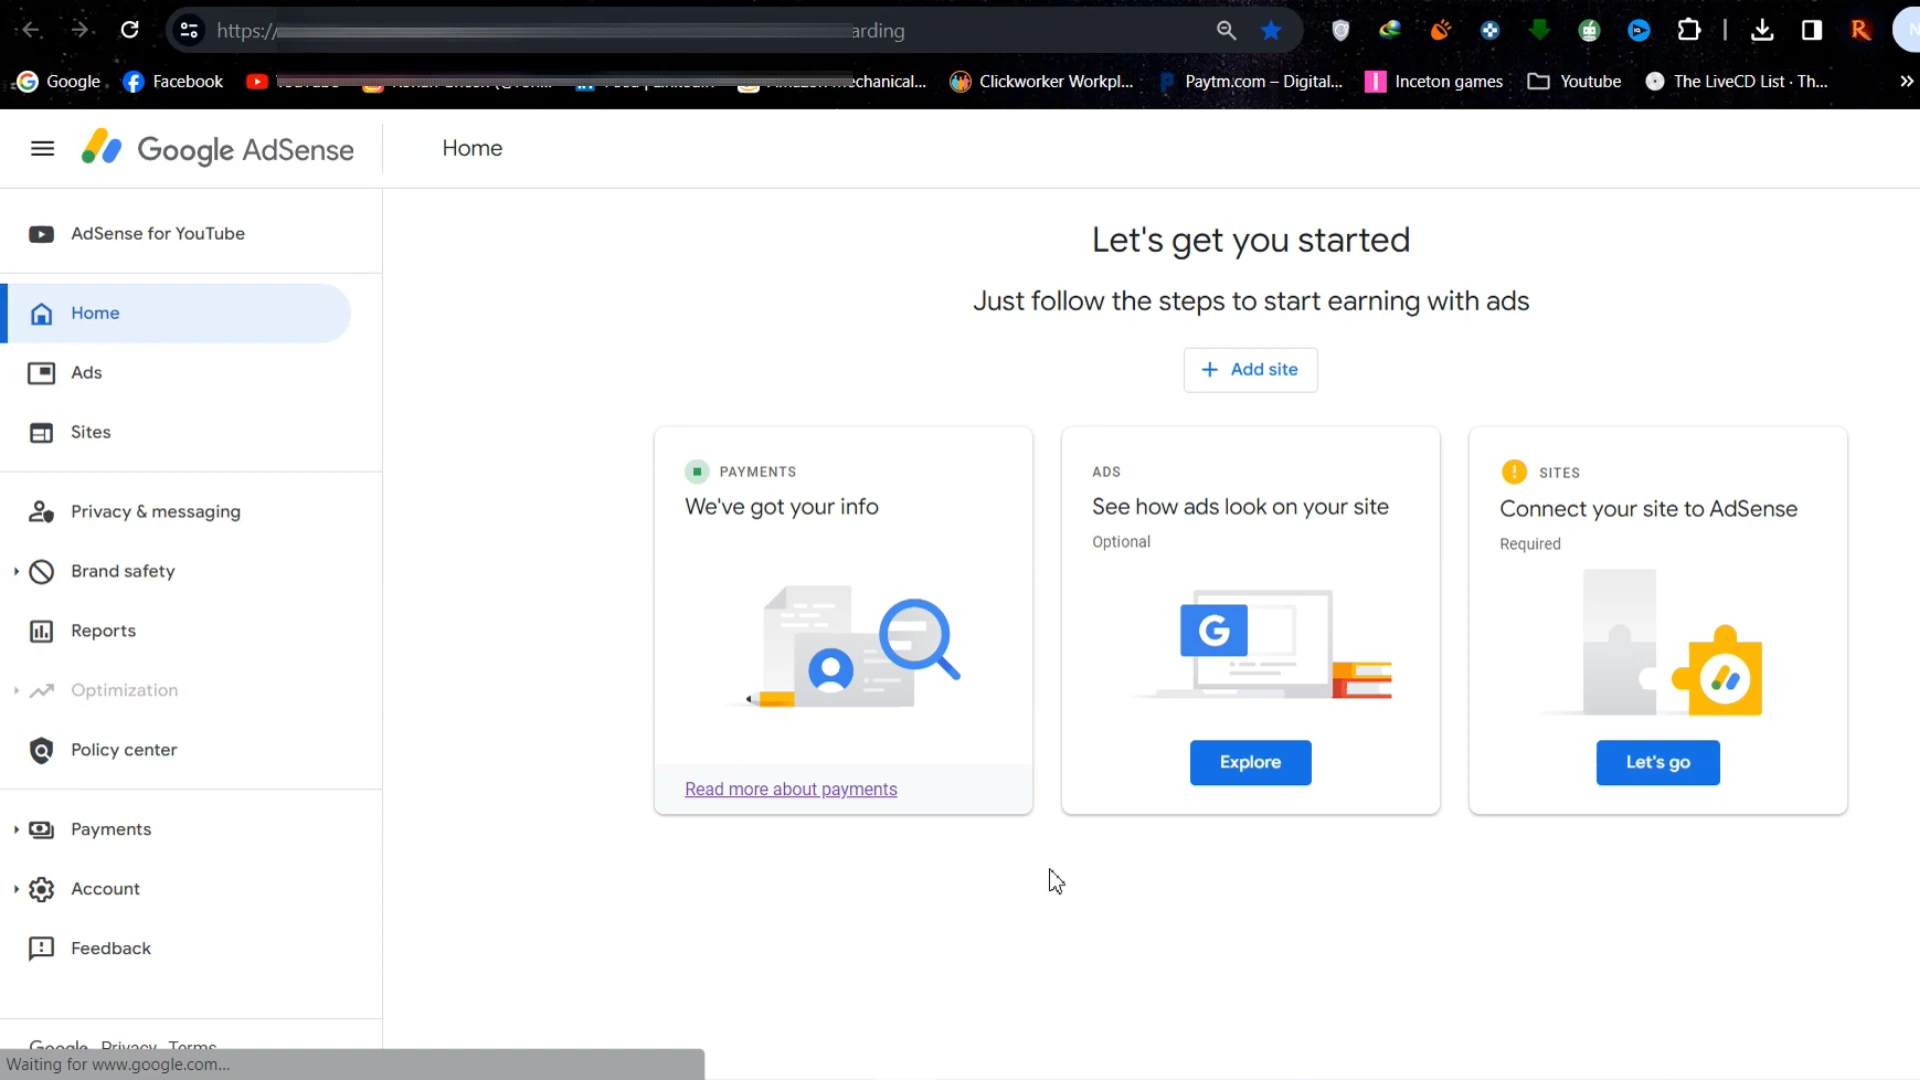 https:// arding
Google Facebook echanical... Clickworker Workpl... Paytm.com – Digital... Inceton games Youtube The LiveCD List · Th... »
Google AdSense
Home
AdSense for YouTube
Home
Ads
Sites
Privacy & messaging
Brand safety
Reports
Optimization
Policy center
Payments
Account
Feedback
Google Privacy Terms
Let's get you started
Just follow the steps to start earning with ads
+ Add site
PAYMENTS
We've got your info
Read more about payments
ADS
See how ads look on your site
Optional
G
Explore
SITES
Connect your site to AdSense
Required
Let's go
Waiting for www.google.com...